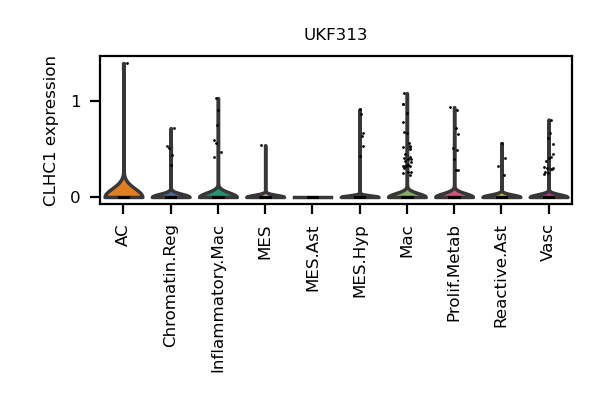 UKF313
CLHC1 expression
1
0
AC
Chromatin.Reg
Inflammatory.Mac
MES
MES.Ast
MES.Hyp
Mac
Prolif.Metab
Reactive.Ast
Vasc